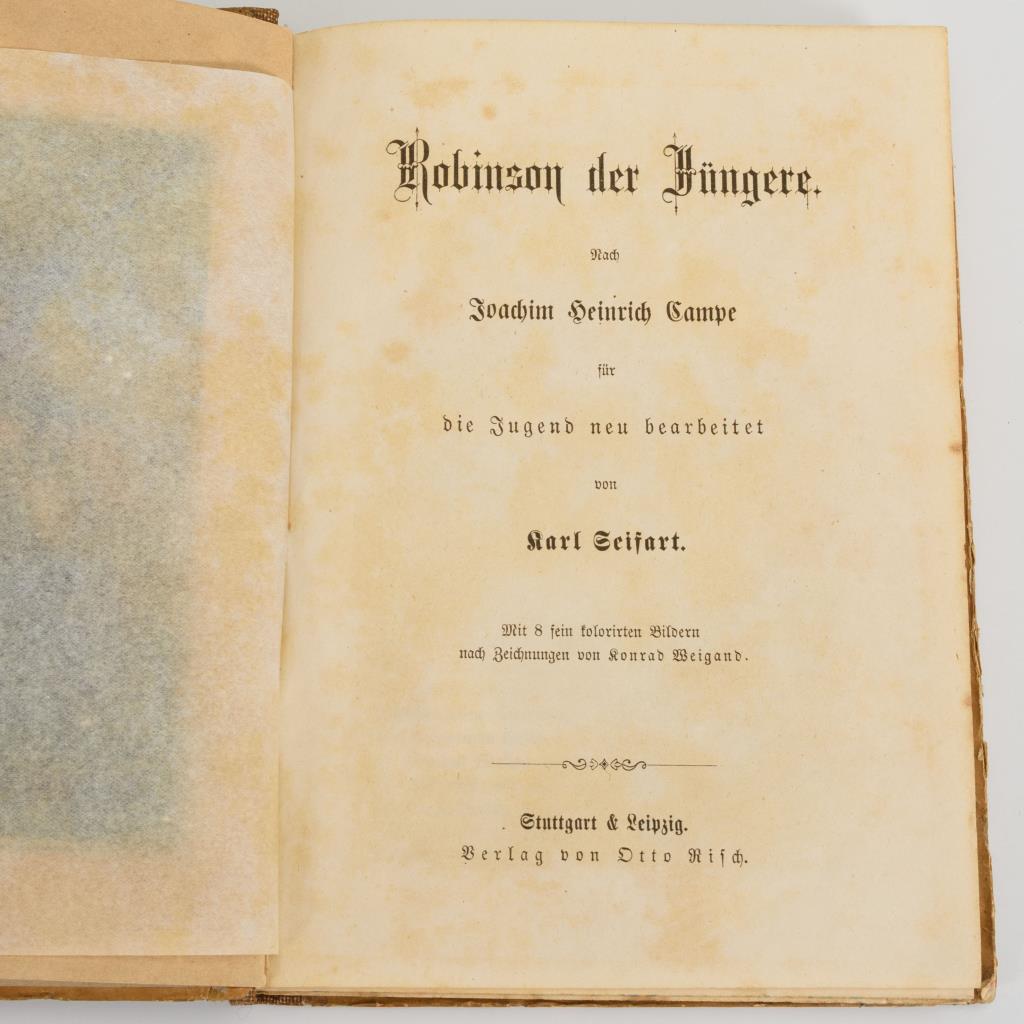 Robinson der Jüngere.
Nach
Joachim Heinrich Campe
für
die Jugend neu bearbeitet
von
Karl Seifart.
Mit 8 fein kolorirten Bildern
nach Zeichnungen von Konrad Weigand.
Stuttgart & Leipzig.
Verlag von Otto Risch.